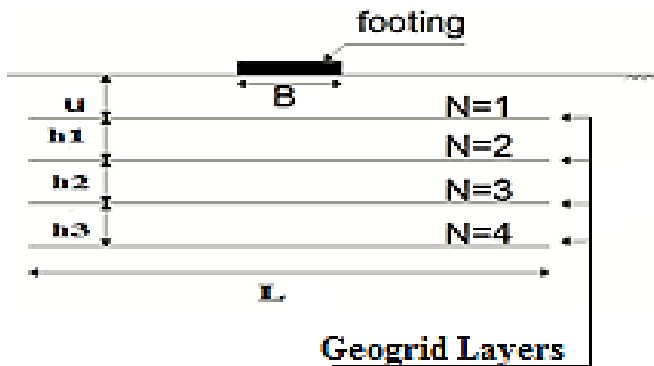 footing
B
u
N=1
h1
N=2
h2
N=3
h3
N=4
L
Geogrid Layers